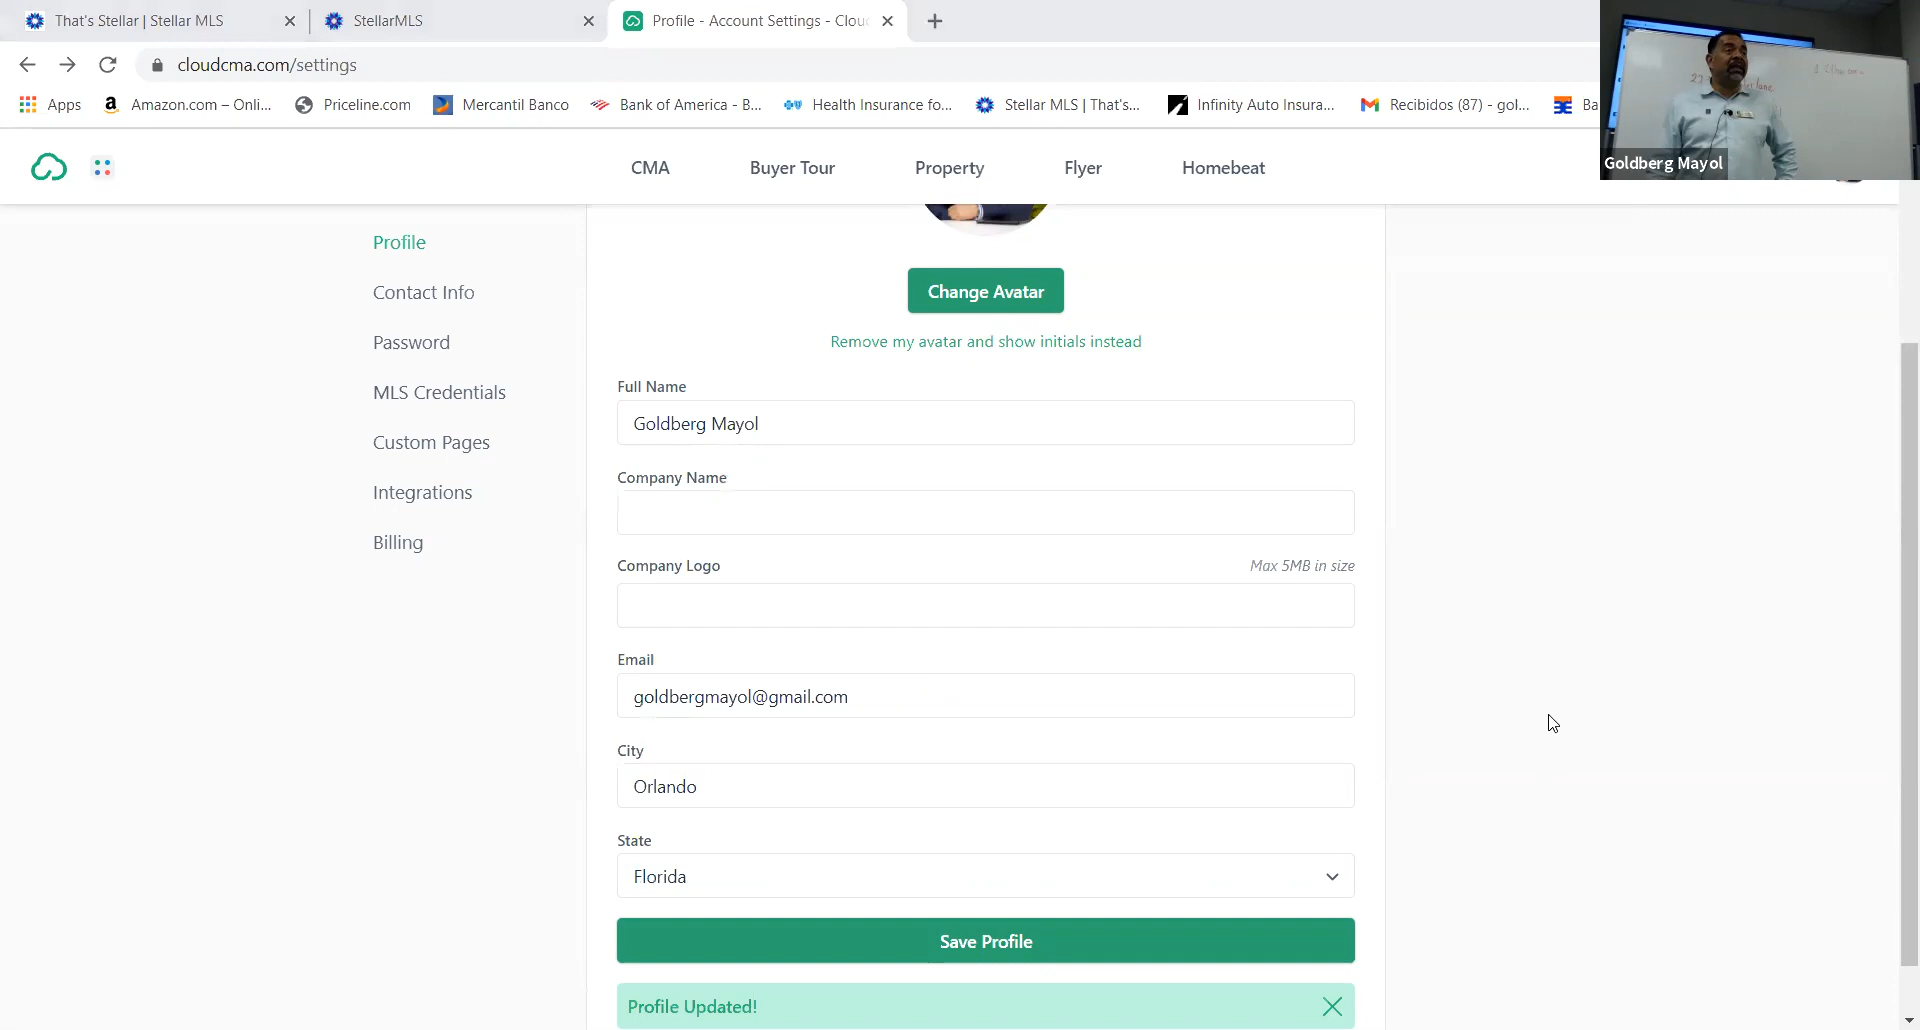 That's Stellar | Stellar MLS
StellarMLS
Profile - Account Settings - Clou
cloudcma.com/settings
Apps
Amazon.com – Onli...
Priceline.com
Mercantil Banco
Bank of America - B...
Health Insurance fo...
Stellar MLS | That's...
Infinity Auto Insura...
Recibidos (87) - gol...
Ba
Goldberg Mayol
CMA
Buyer Tour
Property
Flyer
Homebeat
Profile
Contact Info
Password
MLS Credentials
Custom Pages
Integrations
Billing
Change Avatar
Remove my avatar and show initials instead
Full Name
Goldberg Mayol
Company Name
Company Logo
Max 5MB in size
Email
goldbergmayol@gmail.com
City
Orlando
State
Florida
Save Profile
Profile Updated!